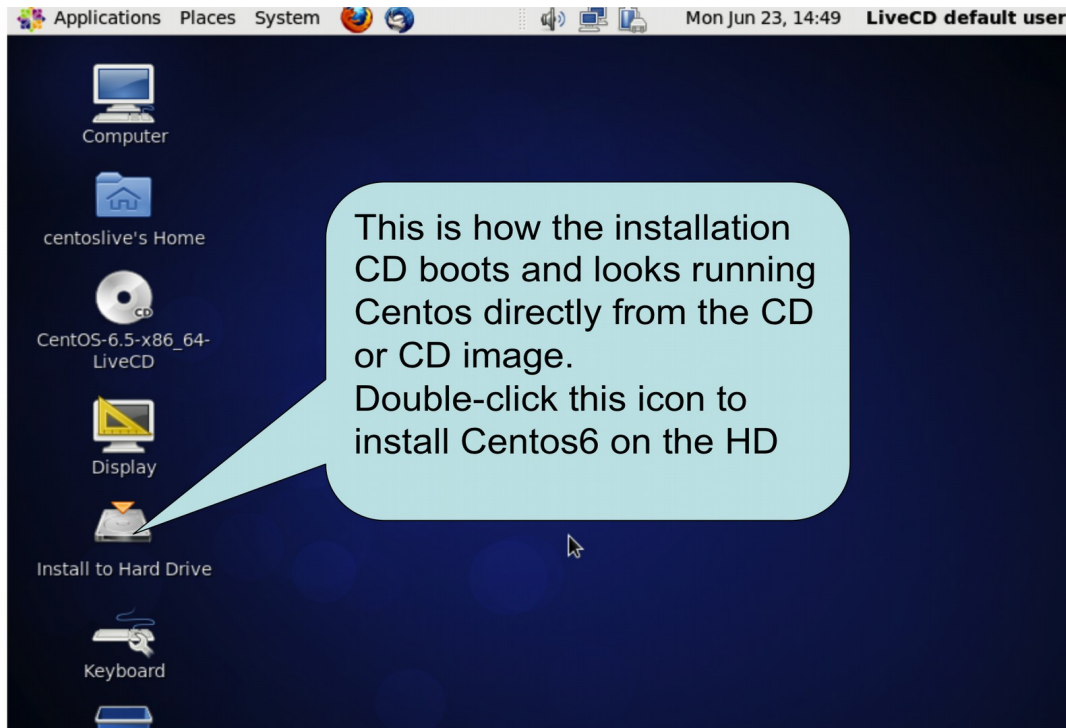 Applications Places System Mon Jun 23, 14:49 LiveCD default user
Computer
centoslive's Home
CentOS-6.5-x86_64-
LiveCD
Display
Install to Hard Drive
Keyboard
This is how the installation
CD boots and looks running
Centos directly from the CD
or CD image.
Double-click this icon to
install Centos6 on the HD